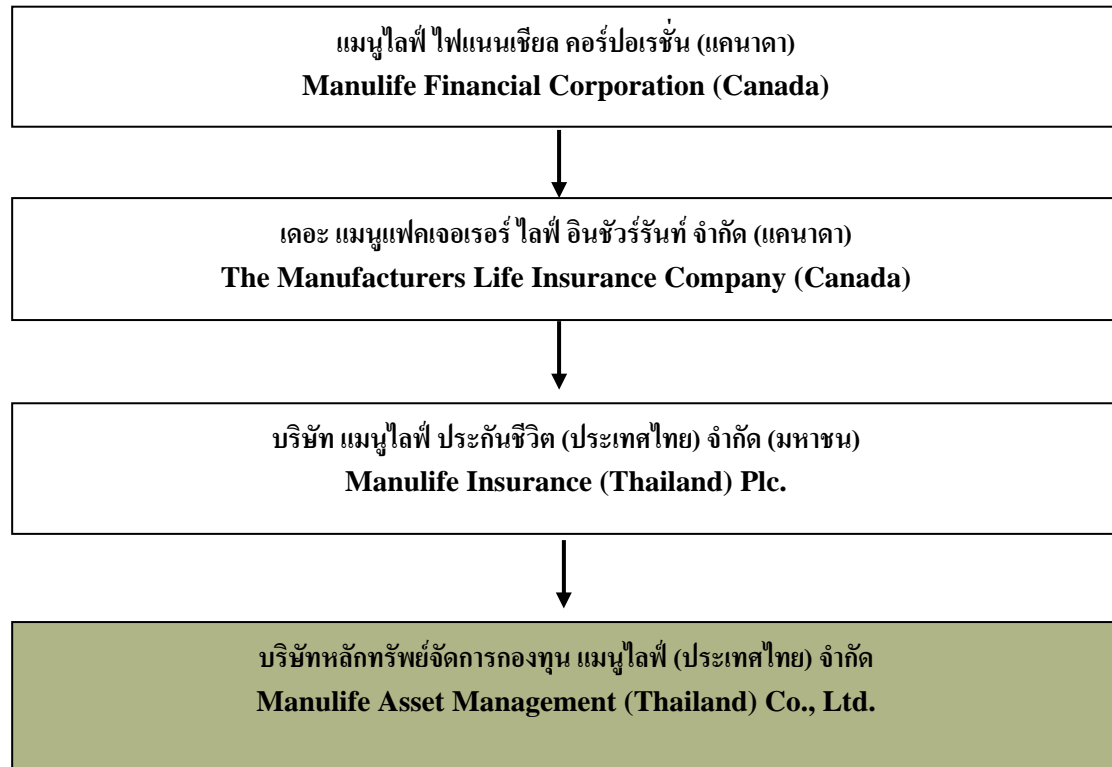 แมนูไลฟ์ ไฟแนนเชียล คอร์ปอเรชั่น (แคนาดา)
Manulife Financial Corporation (Canada)
เดอะ แมนูแฟคเจอเรอร์ ไลฟ์ อินชัวร์รันท์ จำกัด (แคนาดา)
The Manufacturers Life Insurance Company (Canada)
บริษัท แมนูไลฟ์ ประกันชีวิต (ประเทศไทย) จำกัด (มหาชน)
Manulife Insurance (Thailand) Plc.
บริษัทหลักทรัพย์จัดการกองทุน แมนูไลฟ์ (ประเทศไทย) จำกัด
Manulife Asset Management (Thailand) Co., Ltd.